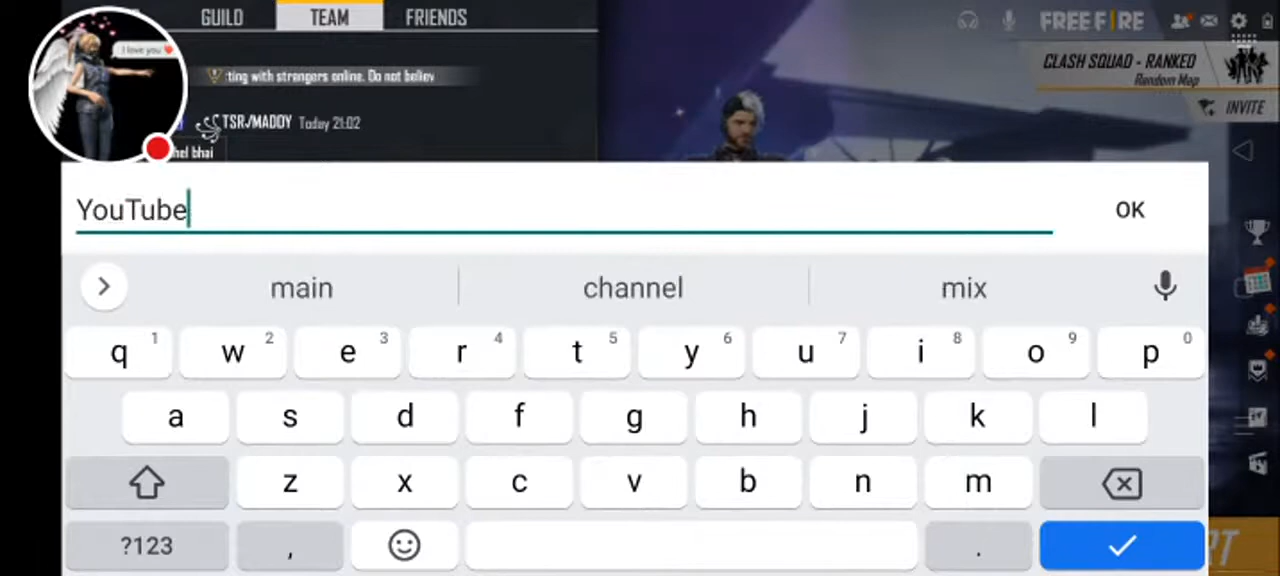 GUILD TEAM FRIENDS
FREE FIRE
I love you ❤
CLASH SQUAD - RANKED
Random Map
ting with strangers online. Do not believ
INVITE
TSR/MADDY Today 21:02
hel bhai
YouTube OK
main channel mix
q 1 w 2 e 3 r 4 t 5 y 6 u 7 i 8 o 9 p 0
a s d f g h j k l
z x c v b n m
?123 , .
RT